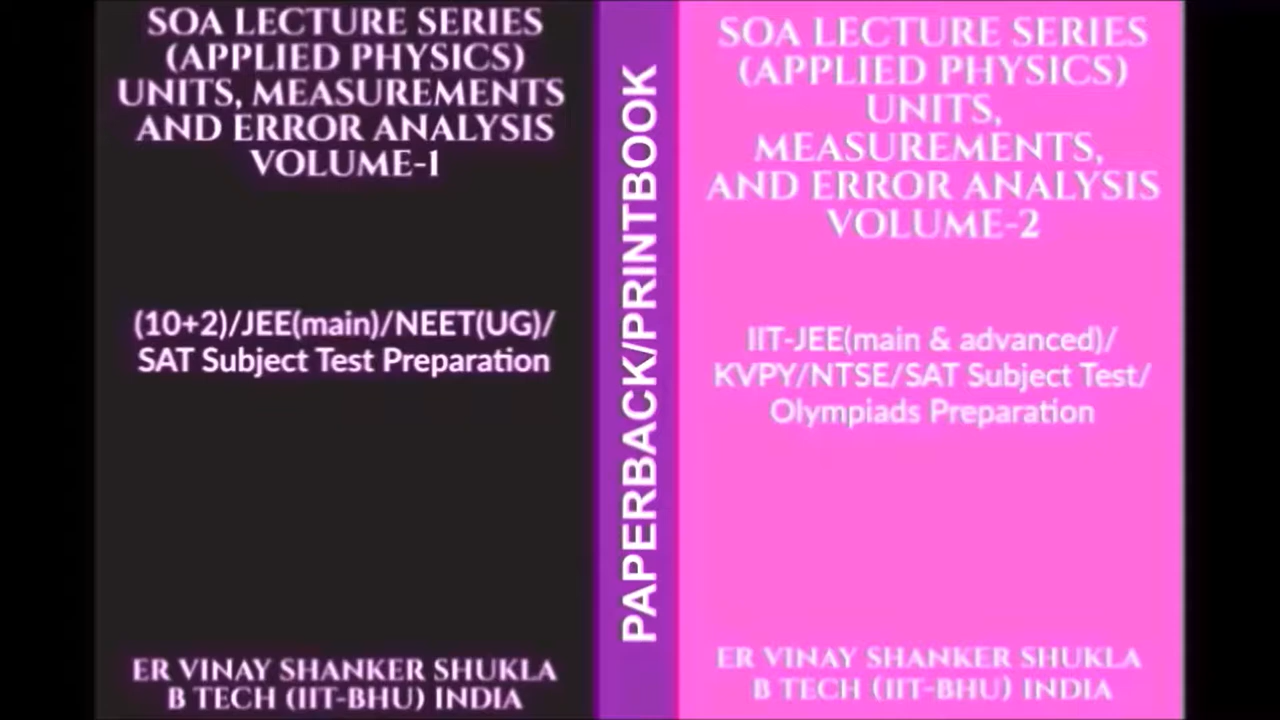 SOA LECTURE SERIES
(APPLIED PHYSICS)
UNITS, MEASUREMENTS
AND ERROR ANALYSIS
VOLUME-1
(10+2)/JEE(main)/NEET(UG)/
SAT Subject Test Preparation
ER VINAY SHANKER SHUKLA
B TECH (IIT-BHU) INDIA
PAPERBACK/PRINTBOOK
SOA LECTURE SERIES
(APPLIED PHYSICS)
UNITS,
MEASUREMENTS,
AND ERROR ANALYSIS
VOLUME-2
IIT-JEE(main & advanced)/
KVPY/NTSE/SAT Subject Test/
Olympiads Preparation
ER VINAY SHANKER SHUKLA
B TECH (IIT-BHU) INDIA